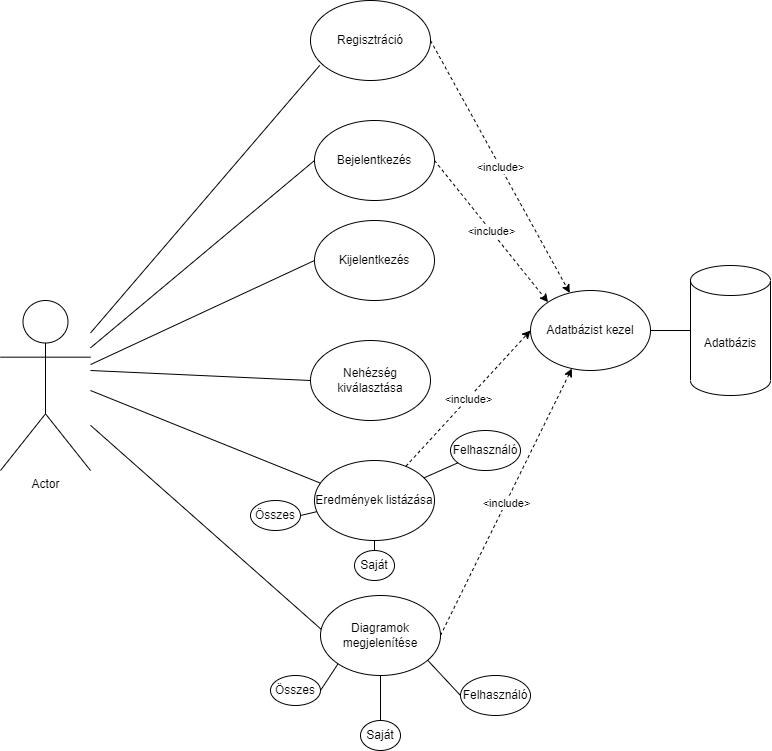 Regisztráció
Bejelentkezés
<include>
<include>
Kijelentkezés
Adatbázist kezel
Adatbázis
Nehézség
kiválasztása
<include>
Felhasználó
Actor
Eredmények listázása
<include>
Összes
Saját
Diagramok
megjelenítése
Összes
Felhasználó
Saját